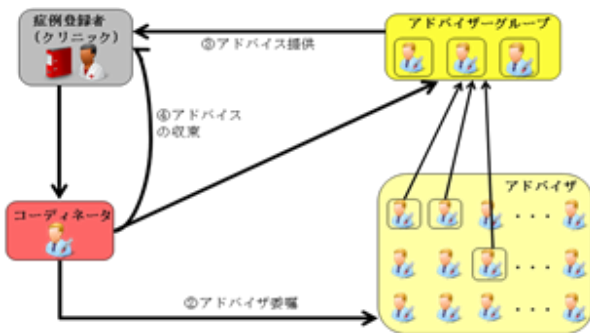 症例登録者
(クリニック)
アドバイザーグループ
③アドバイス提供
④アドバイス
の収束
アドバイザ
・・・
コーディネータ
・・・
②アドバイザ委嘱
・・・